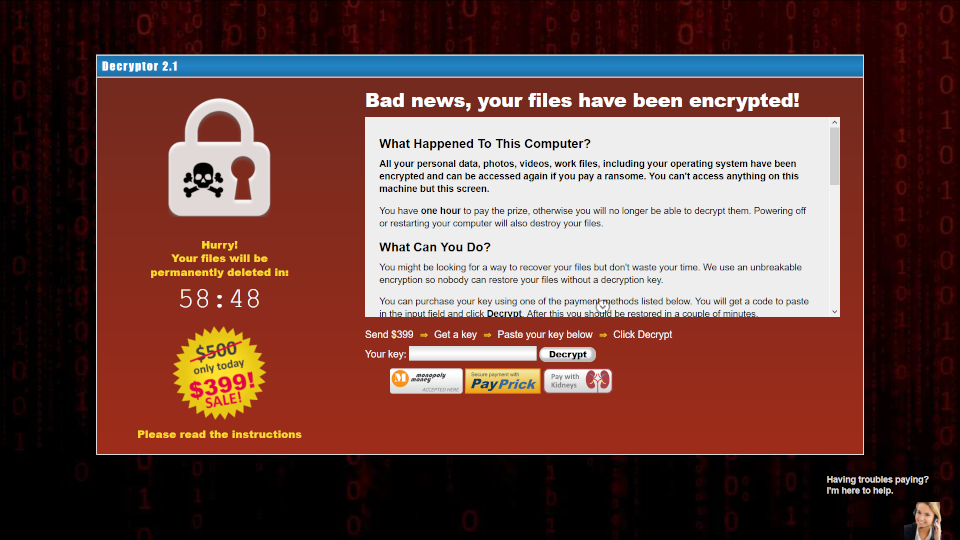 Decryptor 2.1
Bad news, your files have been encrypted!
What Happened To This Computer?
All your personal data, photos, videos, work files, including your operating system have been
encrypted and can be accessed again if you pay a ransome. You can't access anything on this
machine but this screen.
You have one hour to pay the prize, otherwise you will no longer be able to decrypt them. Powering off
or restarting your computer will also destroy your files.
What Can You Do?
You might be looking for a way to recover your files but don't waste your time. We use an unbreakable
encryption so nobody can restore your files without a decryption key.
You can purchase your key using one of the payment methods listed below. You will get a code to paste
in the input field and click Decrypt. After this you should be restored in a couple of minutes.
Hurry!
Your files will be
permanently deleted in:
58:48
$500
only today
$399!
SALE!
Please read the instructions
Send $399 ⇒ Get a key ⇒ Paste your key below ⇒ Click Decrypt
Your key:
Decrypt
monopoly
money
ACCEPTED HERE
Secure payment with
PayPrick
Pay with
Kidneys
Having troubles paying?
I'm here to help.